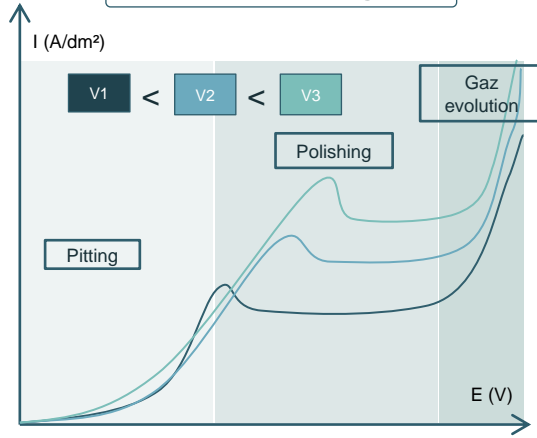 I (A/dm²)
V1 < V2 < V3
Gaz
evolution
Polishing
Pitting
E (V)